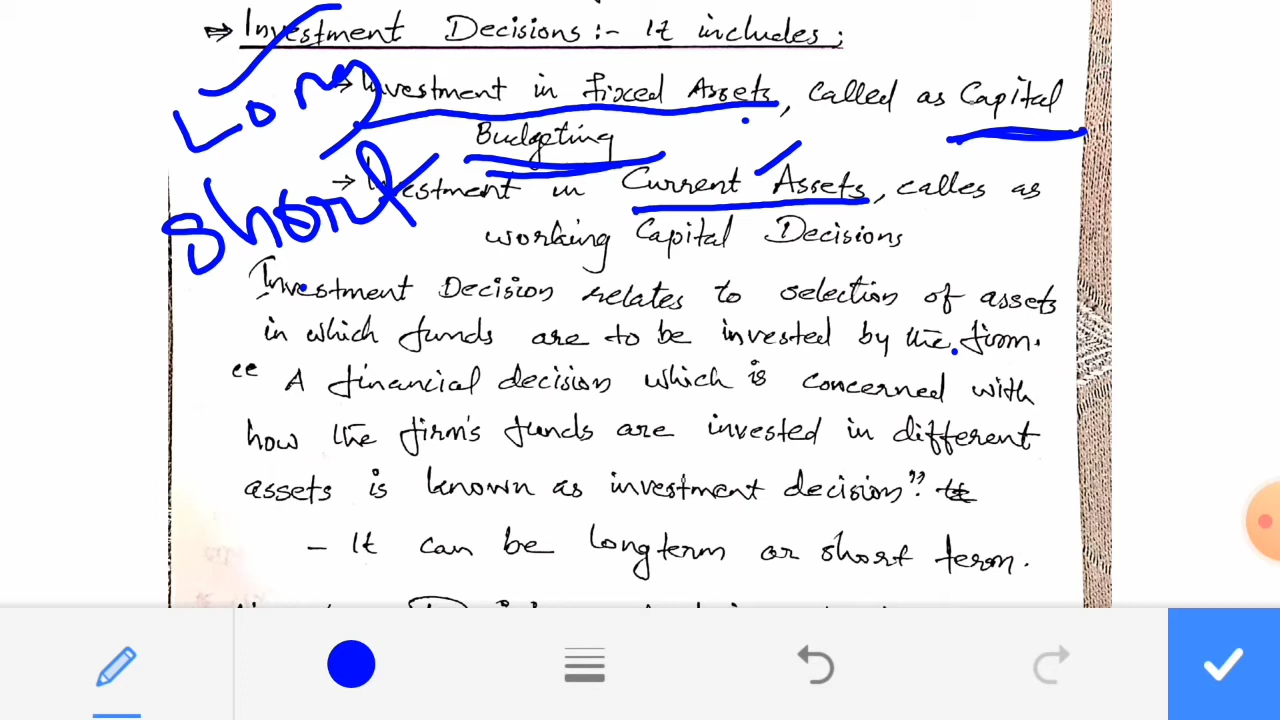 ⇒ Investment Decisions :- It includes;
→ Investment in fixed Assets, called as Capital
Long
Budgeting
→ Investment in Current Assets, calles as
Short
working Capital Decisions
Investment Decision relates to selection of assets
in which funds are to be invested by the firm.
“ A financial decision which is concerned with
how the firm's funds are invested in different
assets is known as investment decision”.
- It can be longterm or short term.